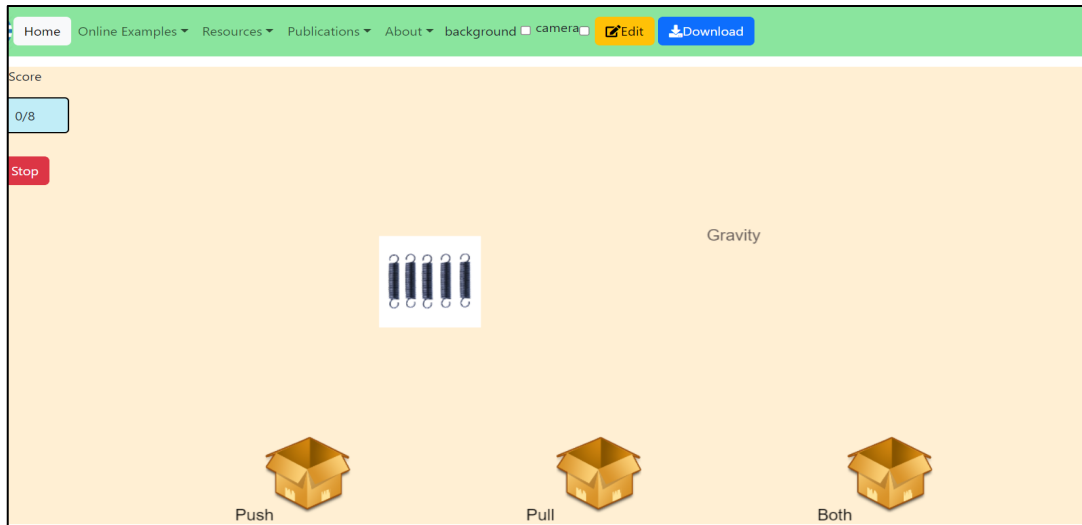 Home Online Examples Resources Publications About background camera Edit Download
Score
0/8
Stop
Gravity
Push Pull Both